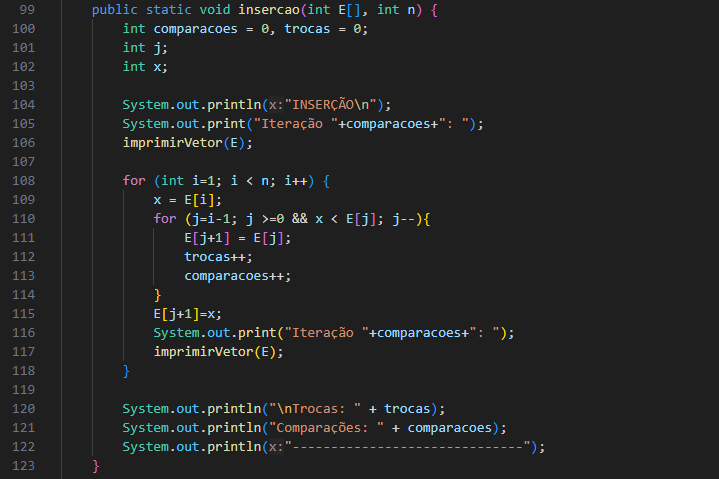 99 public static void insercao(int E[], int n) {
100 int comparacoes = 0, trocas = 0;
101 int j;
102 int x;
103
104 System.out.println(x:"INSERÇÃO\n");
105 System.out.print("Iteração "+comparacoes+": ");
106 imprimirVetor(E);
107
108 for (int i=1; i < n; i++) {
109 x = E[i];
110 for (j=i-1; j >=0 && x < E[j]; j--){
111 E[j+1] = E[j];
112 trocas++;
113 comparacoes++;
114 }
115 E[j+1]=x;
116 System.out.print("Iteração "+comparacoes+": ");
117 imprimirVetor(E);
118 }
119
120 System.out.println("\nTrocas: " + trocas);
121 System.out.println("Comparações: " + comparacoes);
122 System.out.println(x:"------------------------------");
123 }